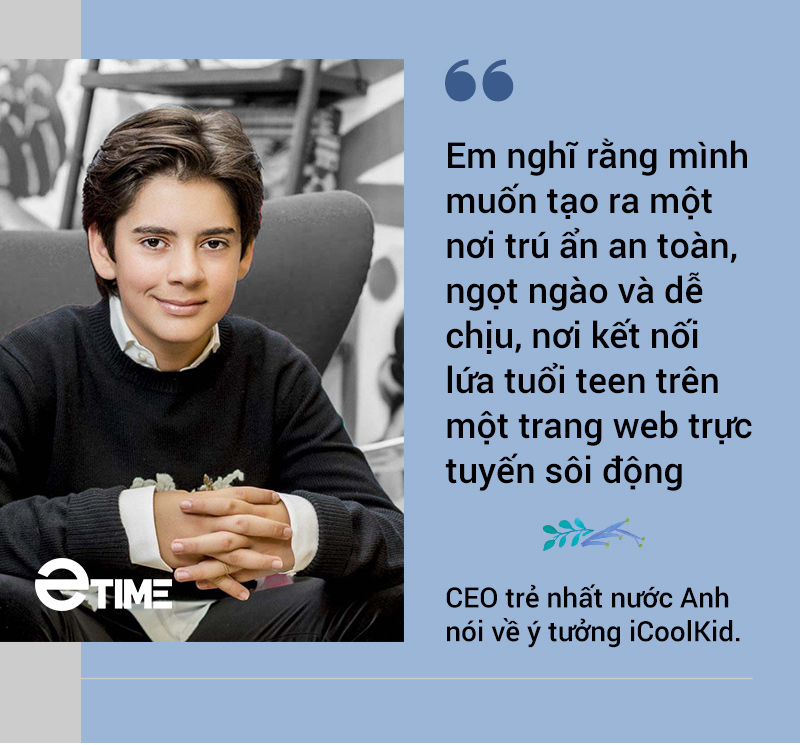 Em nghĩ rằng mình
muốn tạo ra một
nơi trú ẩn an toàn,
ngọt ngào và dễ
chịu, nơi kết nối
lứa tuổi teen trên
một trang web trực
tuyến sôi động
eTIME
CEO trẻ nhất nước Anh
nói về ý tưởng iCoolKid.